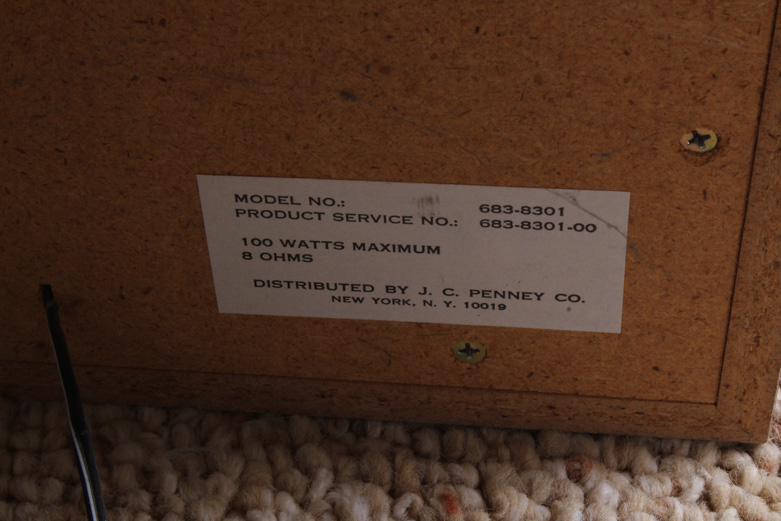 MODEL NO.: 683-8301
PRODUCT SERVICE NO.: 683-8301-00
100 WATTS MAXIMUM
8 OHMS
DISTRIBUTED BY J. C. PENNEY CO.
NEW YORK, N. Y. 10019